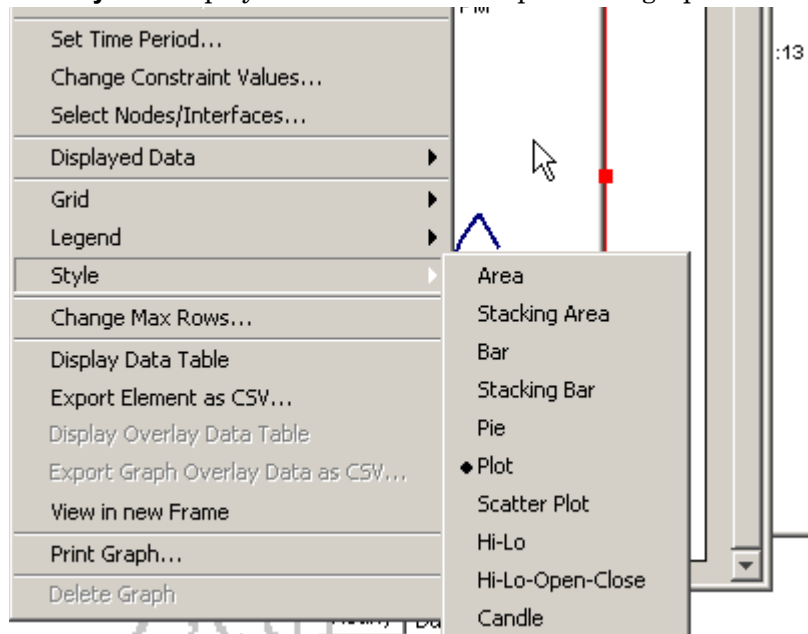 :13
Set Time Period...
Change Constraint Values...
Select Nodes/Interfaces...
Displayed Data
Grid
Legend
Style
Change Max Rows...
Display Data Table
Export Element as CSV...
Display Overlay Data Table
Export Graph Overlay Data as CSV...
View in new Frame
Print Graph...
Delete Graph
Area
Stacking Area
Bar
Stacking Bar
Pie
Plot
Scatter Plot
Hi-Lo
Hi-Lo-Open-Close
Candle